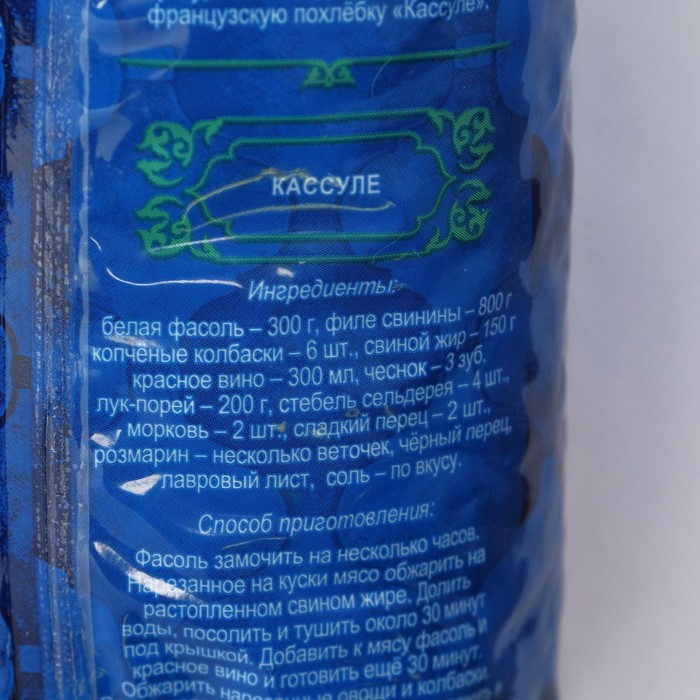 французскую похлёбку «Кассуле».
КАССУЛЕ
Ингредиенты:
белая фасоль – 300 г, филе свинины – 800 г
копчёные колбаски – 6 шт., свиной жир – 150 г
красное вино – 300 мл, чеснок – 3 зуб.
лук-порей – 200 г, стебель сельдерея – 4 шт.,
морковь – 2 шт., сладкий перец – 2 шт.,
розмарин – несколько веточек, чёрный перец,
лавровый лист, соль – по вкусу.
Способ приготовления:
Фасоль замочить на несколько часов.
Нарезанное на куски мясо обжарить на
растопленном свином жире. Долить
воды, посолить и тушить около 30 минут
под крышкой. Добавить к мясу фасоль и
красное вино и готовить ещё 30 минут.
Обжарить нарезанные овощи и колбаски.